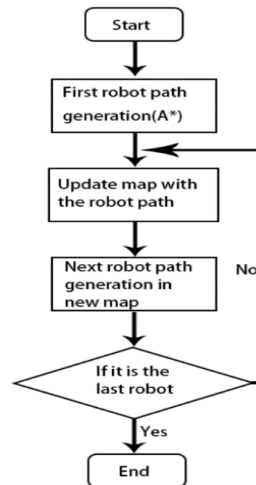 Start
First robot path
generation(A*)
Update map with
the robot path
Next robot path
generation in
new map
No
If it is the
last robot
Yes
End